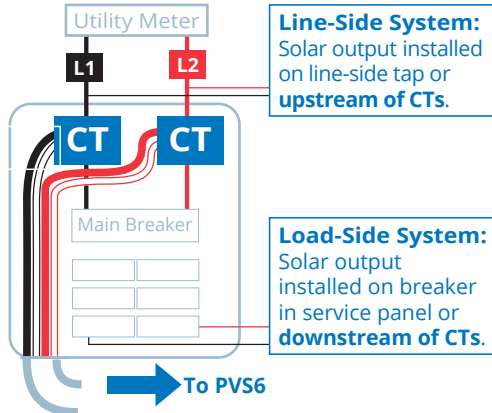 Utility Meter
L1
L2
Line-Side System:
Solar output installed
on line-side tap or
upstream of CTs.
CT
CT
Main Breaker
Load-Side System:
Solar output
installed on breaker
in service panel or
downstream of CTs.
To PVS6